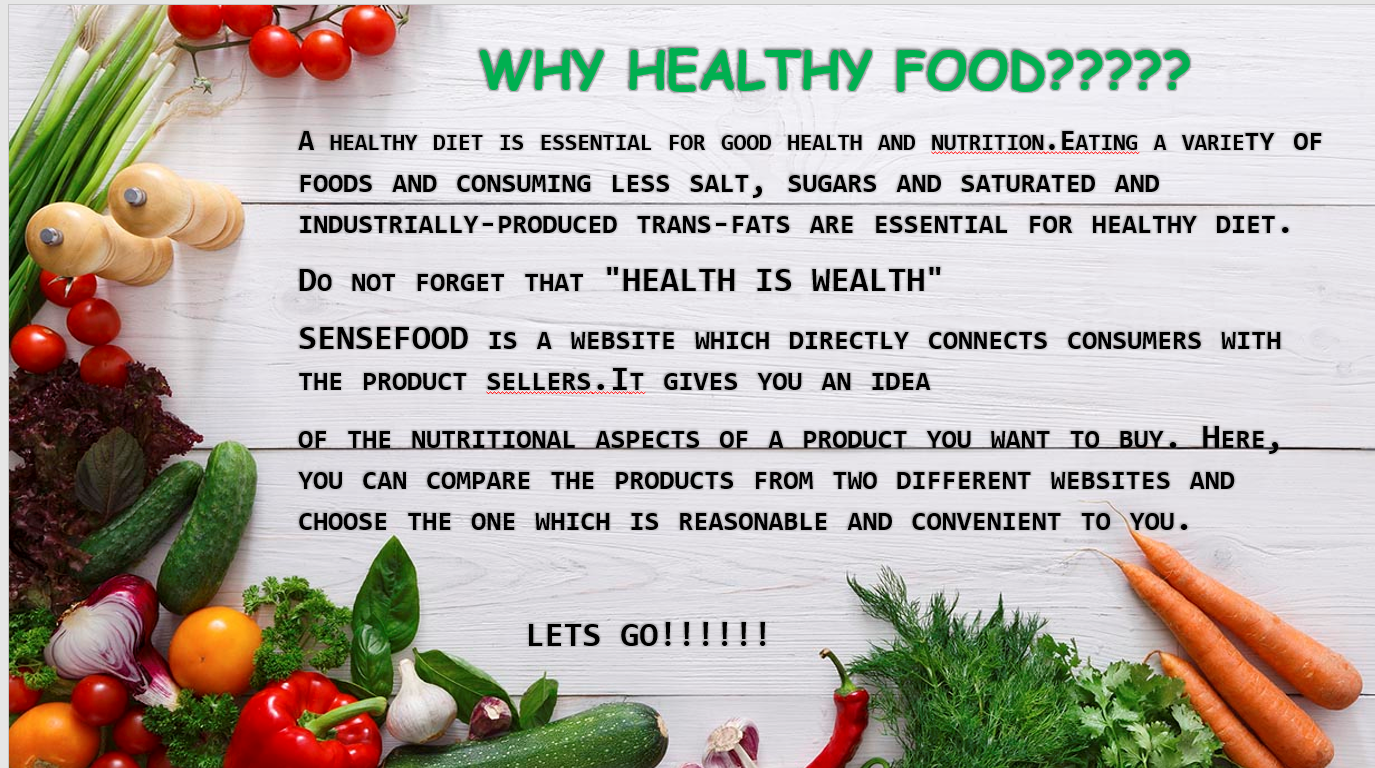 WHY HEALTHY FOOD?????
A HEALTHY DIET IS ESSENTIAL FOR GOOD HEALTH AND NUTRITION.EATING A VARIETY OF
FOODS AND CONSUMING LESS SALT, SUGARS AND SATURATED AND
INDUSTRIALLY-PRODUCED TRANS-FATS ARE ESSENTIAL FOR HEALTHY DIET.
DO NOT FORGET THAT "HEALTH IS WEALTH"
SENSEFOOD IS A WEBSITE WHICH DIRECTLY CONNECTS CONSUMERS WITH
THE PRODUCT SELLERS.IT GIVES YOU AN IDEA
OF THE NUTRITIONAL ASPECTS OF A PRODUCT YOU WANT TO BUY. HERE,
YOU CAN COMPARE THE PRODUCTS FROM TWO DIFFERENT WEBSITES AND
CHOOSE THE ONE WHICH IS REASONABLE AND CONVENIENT TO YOU.
LETS GO!!!!!!